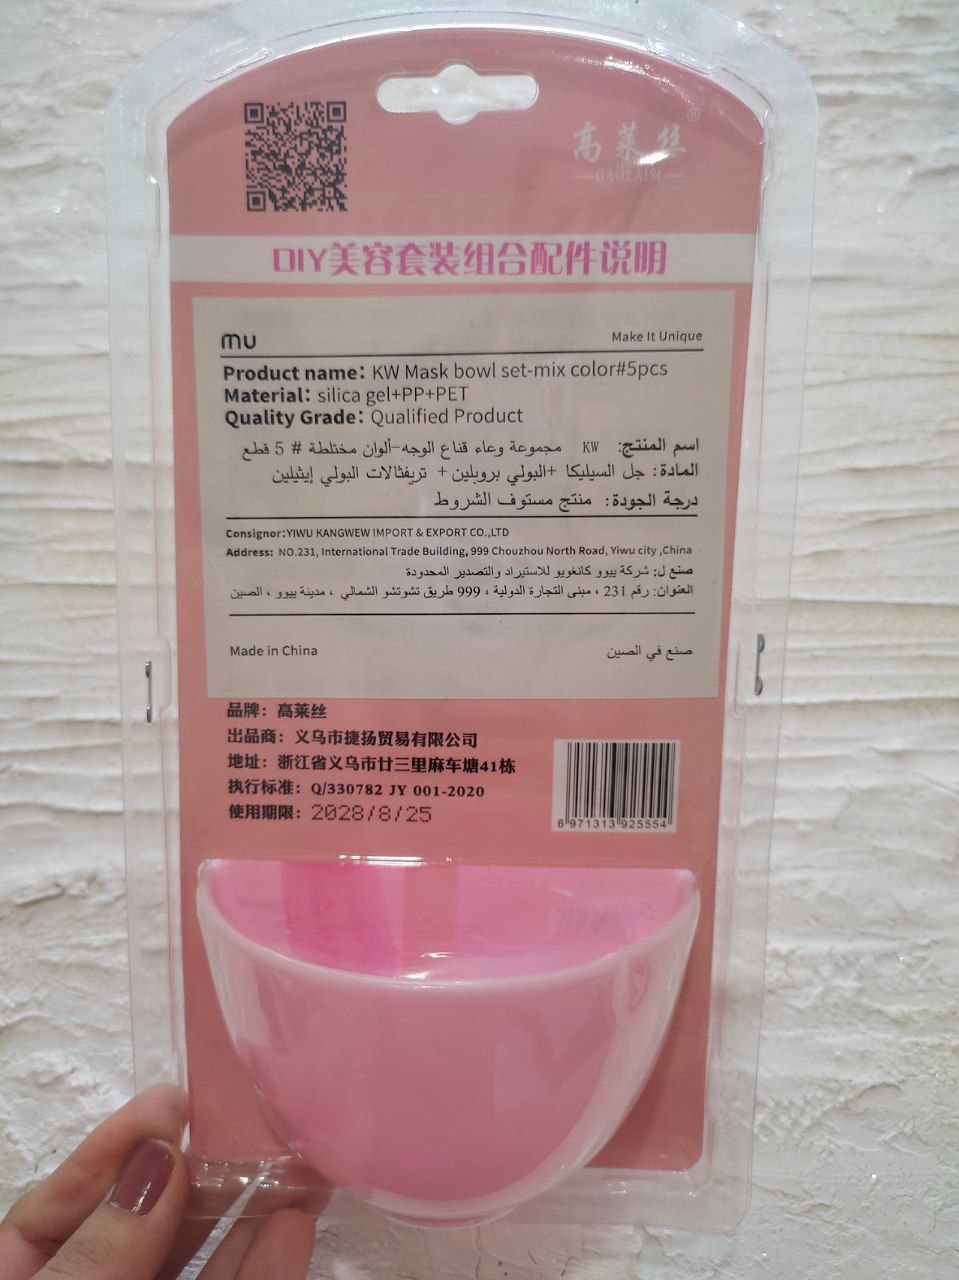 高莱丝®
GAOLAISI
DIY美容套装组合配件说明
mu
Make It Unique
Product name: KW Mask bowl set-mix color#5pcs
Material: silica gel+PP+PET
Quality Grade: Qualified Product
اسم المنتج: KW مجموعة وعاء قناع الوجه-ألوان مختلطة # 5 قطع
المادة: جل السيليكا +البولي بروبلين + تريفثالات البولي إيثيلين
درجة الجودة: منتج مستوف الشروط
Consignor:YIWU KANGWEW IMPORT & EXPORT CO.,LTD
Address: NO.231, International Trade Building, 999 Chouzhou North Road, Yiwu city ,China
صنع ل: شركة ييوو كانغويو للاستيراد والتصدير المحدودة
العنوان: رقم 231 ، مبنى التجارة الدولية ، 999 طريق تشوتشو الشمالي ، مدينة ييوو ، الصين
Made in China
صنع في الصين
品牌：高莱丝
出品商：义乌市捷扬贸易有限公司
地址：浙江省义乌市廿三里麻车塘41栋
执行标准：Q/330782 JY 001-2020
使用期限：2028/8/25
6 971313 925554